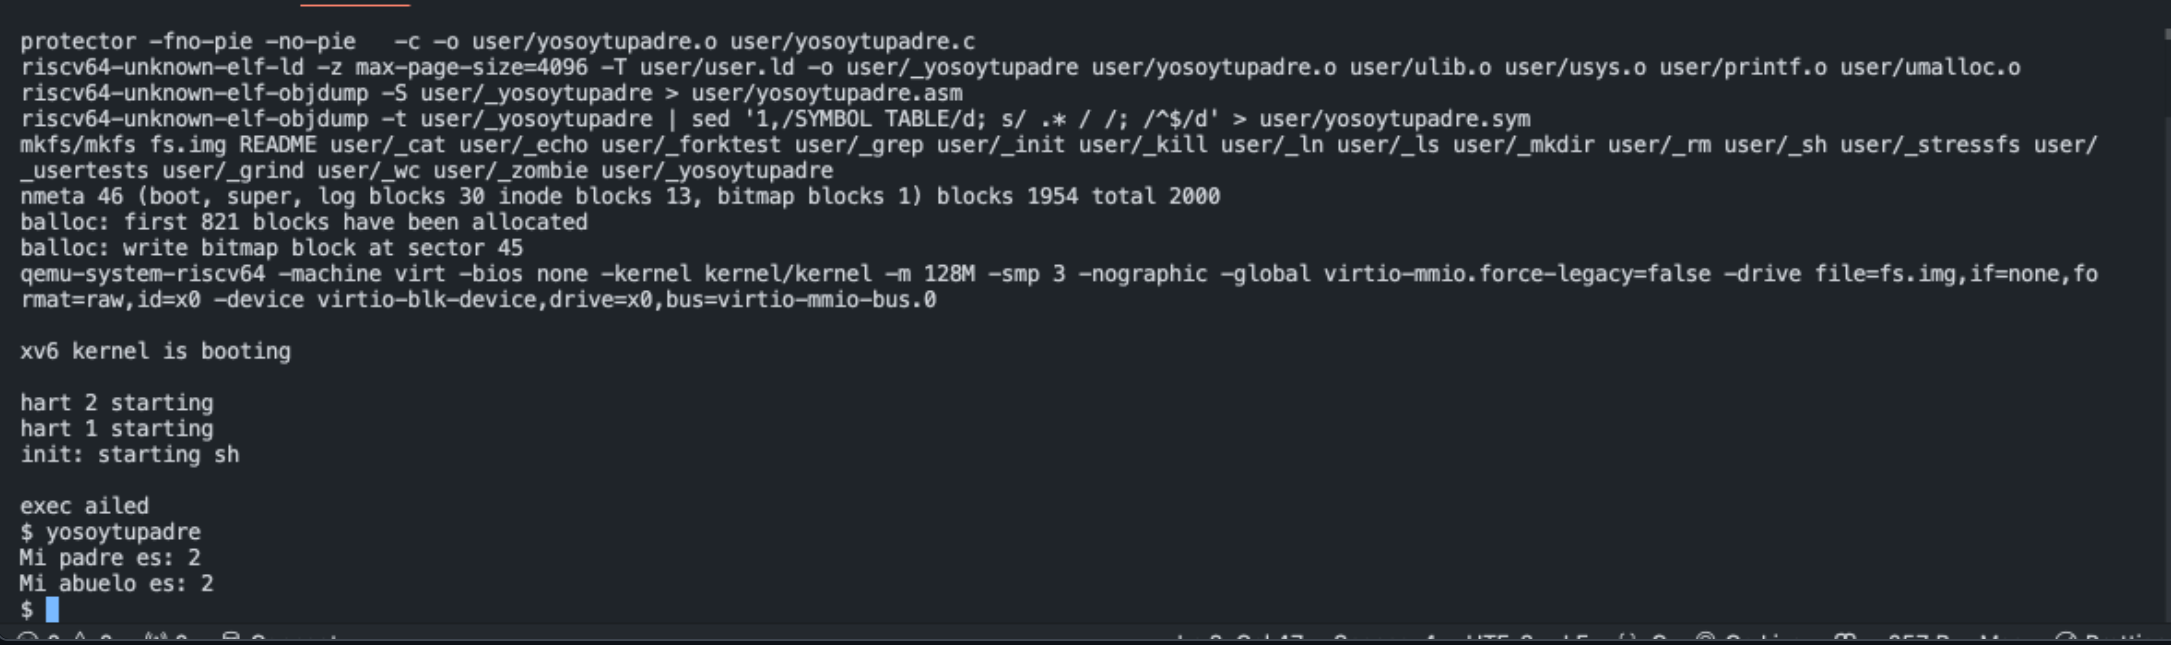 protector -fno-pie -no-pie   -c -o user/yosoytupadre.o user/yosoytupadre.c
riscv64-unknown-elf-ld -z max-page-size=4096 -T user/user.ld -o user/_yosoytupadre user/yosoytupadre.o user/ulib.o user/usys.o user/printf.o user/umalloc.o
riscv64-unknown-elf-objdump -S user/_yosoytupadre > user/yosoytupadre.asm
riscv64-unknown-elf-objdump -t user/_yosoytupadre | sed '1,/SYMBOL TABLE/d; s/ .* / /; /^$/d' > user/yosoytupadre.sym
mkfs/mkfs fs.img README user/_cat user/_echo user/_forktest user/_grep user/_init user/_kill user/_ln user/_ls user/_mkdir user/_rm user/_sh user/_stressfs user/
_usertests user/_grind user/_wc user/_zombie user/_yosoytupadre
nmeta 46 (boot, super, log blocks 30 inode blocks 13, bitmap blocks 1) blocks 1954 total 2000
balloc: first 821 blocks have been allocated
balloc: write bitmap block at sector 45
qemu-system-riscv64 -machine virt -bios none -kernel kernel/kernel -m 128M -smp 3 -nographic -global virtio-mmio.force-legacy=false -drive file=fs.img,if=none,fo
rmat=raw,id=x0 -device virtio-blk-device,drive=x0,bus=virtio-mmio-bus.0
xv6 kernel is booting
hart 2 starting
hart 1 starting
init: starting sh
exec ailed
$ yosoytupadre
Mi padre es: 2
Mi abuelo es: 2
$